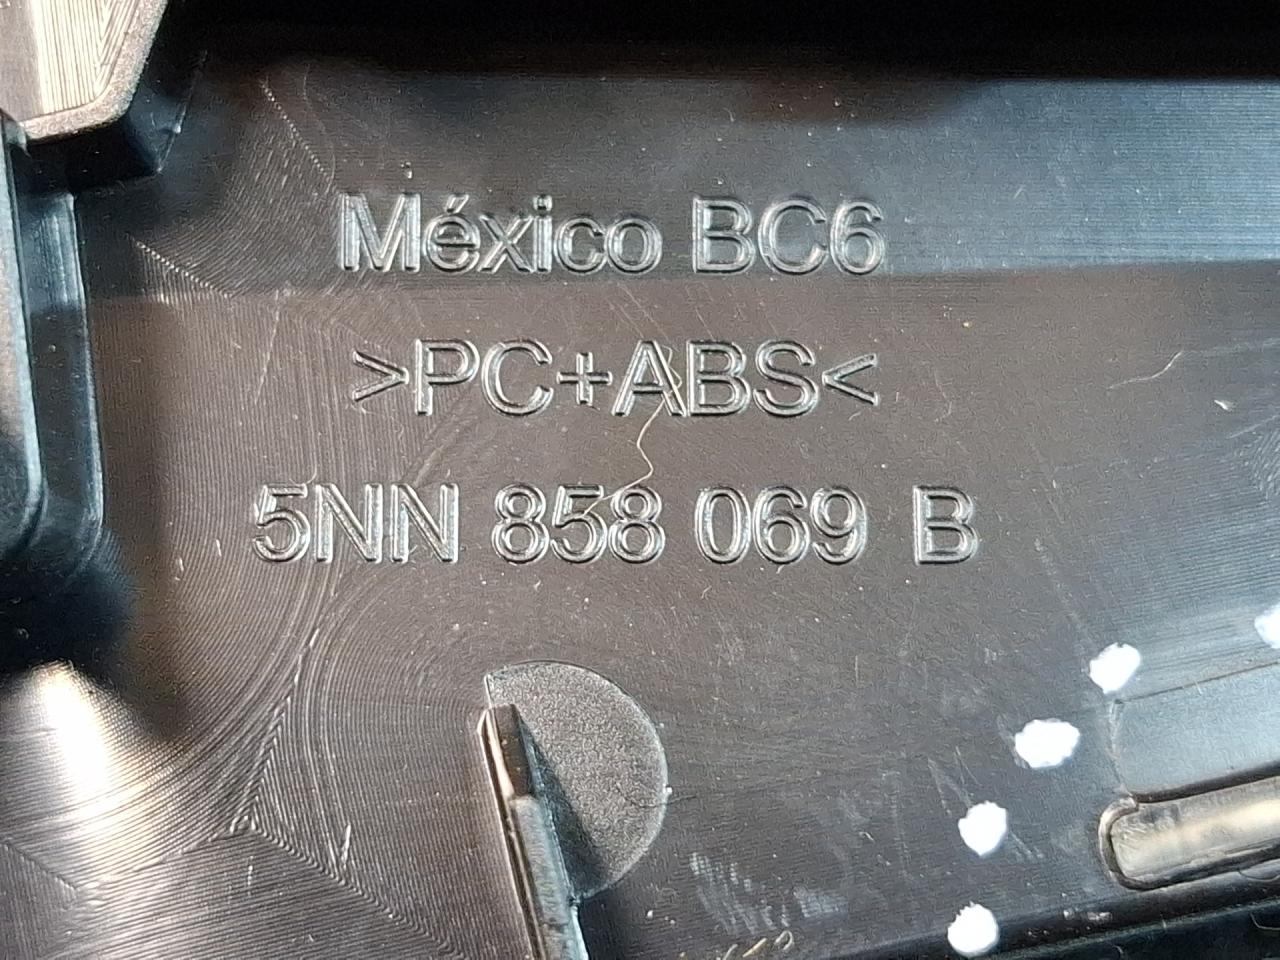 México BC6
>PC+ABS<
5NN 858 069 B